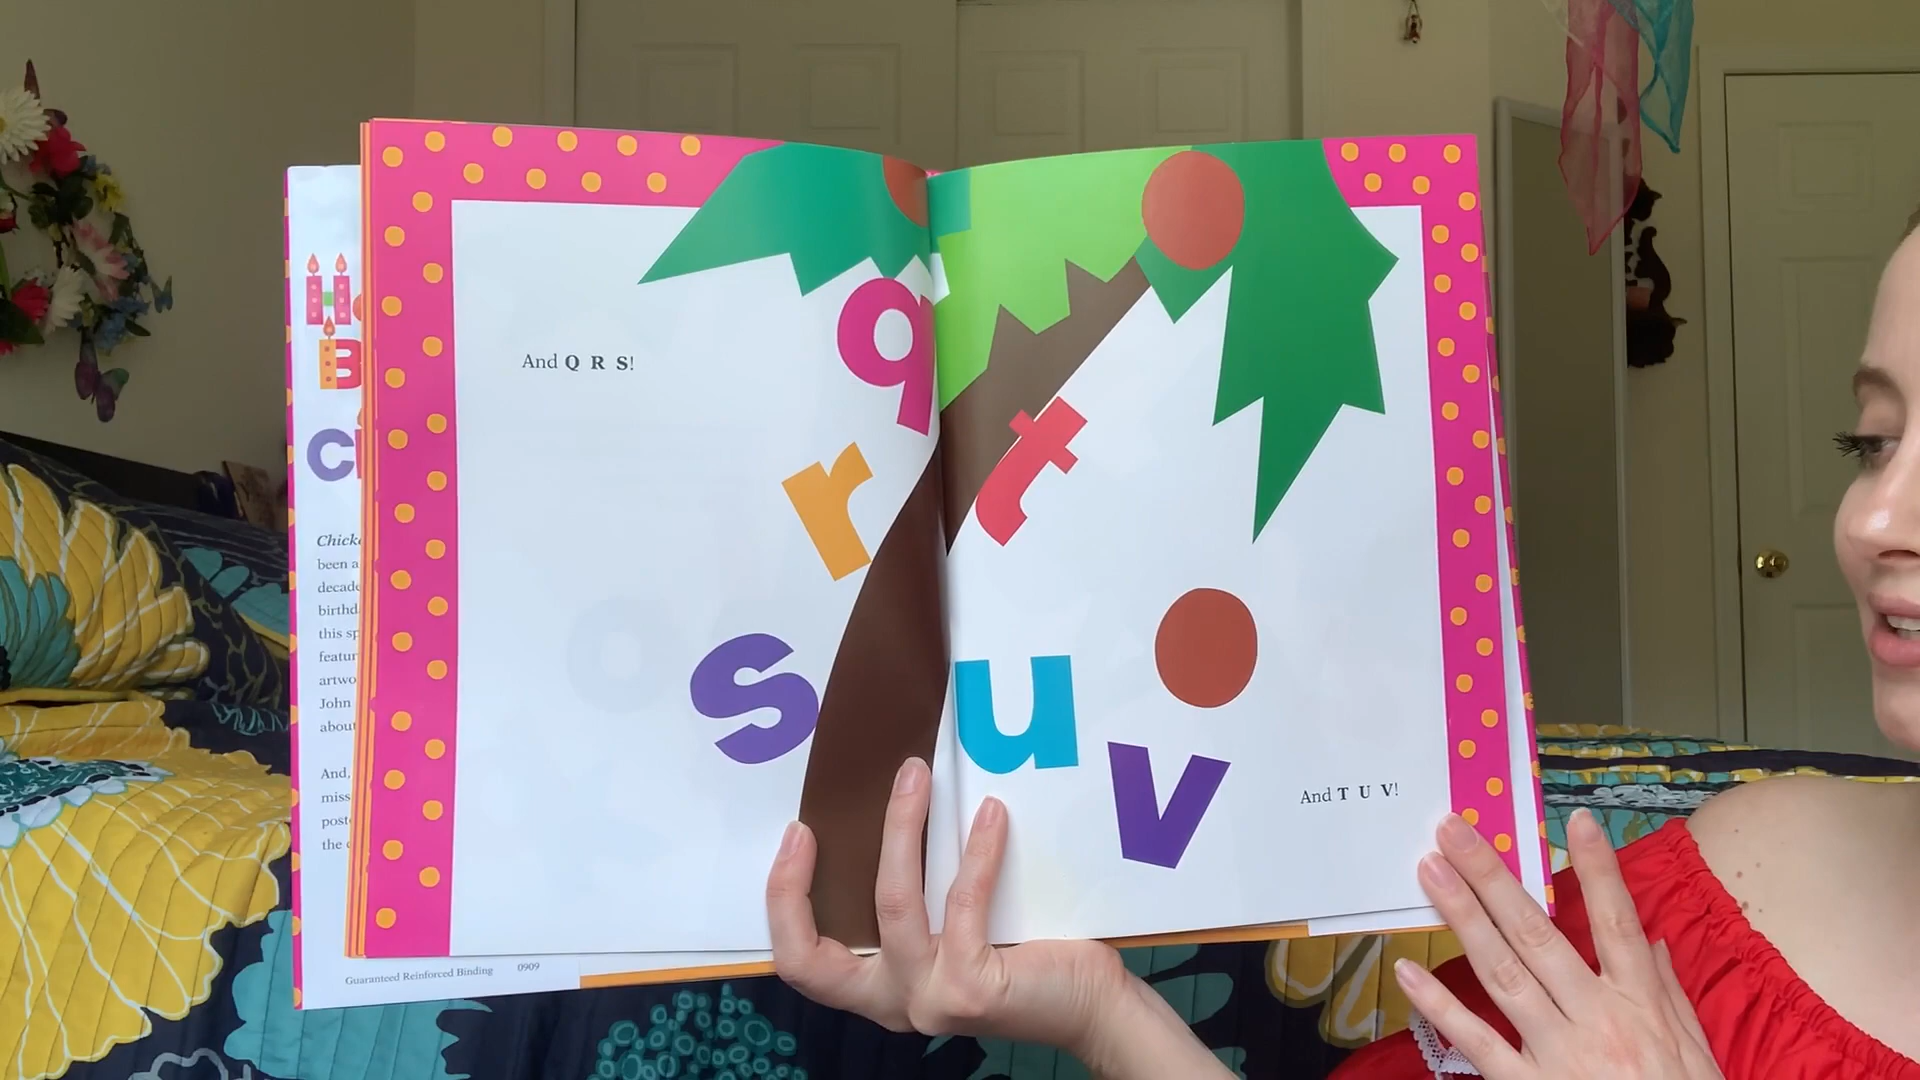 H
B
C
Chick
been a
decade
birthd
this sp
featur
artwo
John
about
And,
miss
poste
the
Guaranteed Reinforced Binding 0909
And Q R S!
q
r
s
t
u
v
And T U V!